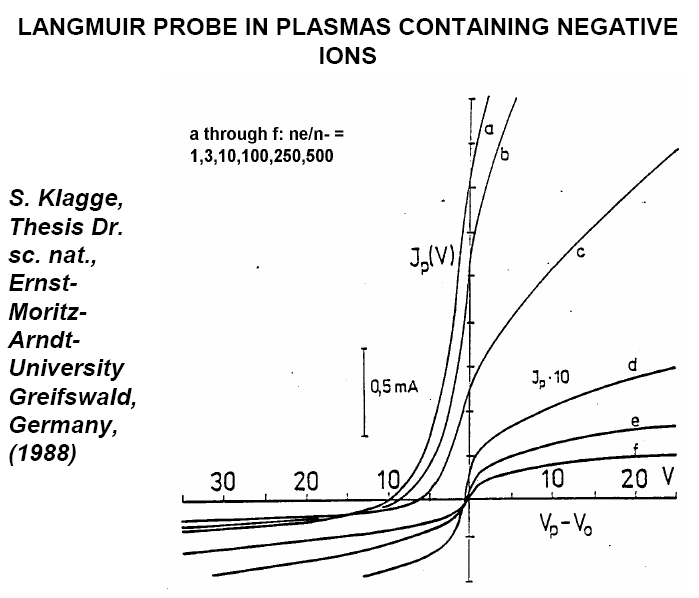 LANGMUIR PROBE IN PLASMAS CONTAINING NEGATIVE
IONS
a through f: ne/n- =
1,3,10,100,250,500
S. Klagge,
Thesis Dr.
sc. nat.,
Ernst-
Moritz-
Arndt-
University
Greifswald,
Germany,
(1988)
a
b
Jp(V)
c
0,5 mA
Jp·10
d
e
f
30 20 10 10 20 V
Vp-Vo